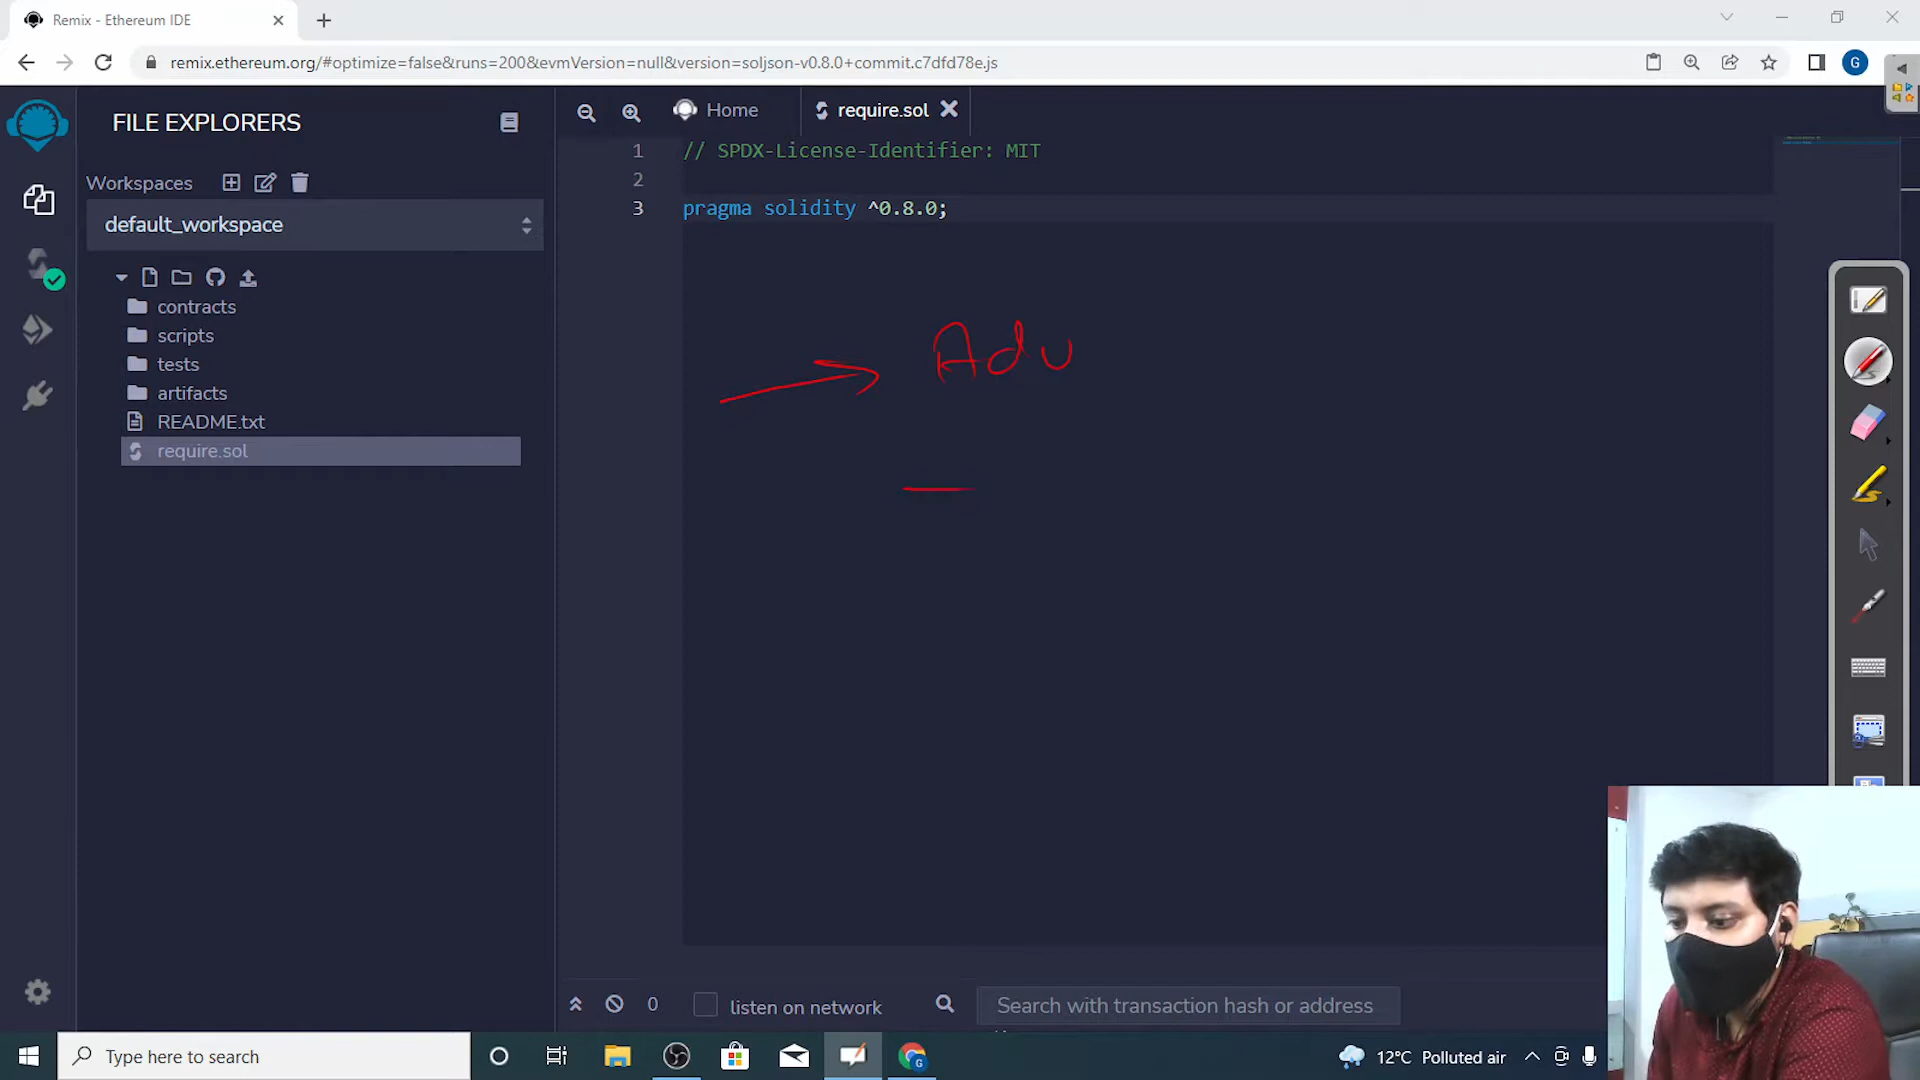 Remix - Ethereum IDE
remix.ethereum.org/#optimize=false&runs=200&evmVersion=null&version=soljson-v0.8.0+commit.c7dfd78e.js
G
FILE EXPLORERS
Home
require.sol
Workspaces
default_workspace
contracts
scripts
tests
artifacts
README.txt
require.sol
1 // SPDX-License-Identifier: MIT
2
3 pragma solidity ^0.8.0;
Adv
0
listen on network
Search with transaction hash or address
Type here to search
G
12°C Polluted air